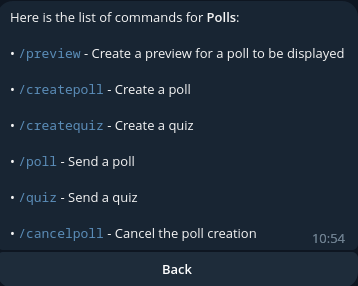 Here is the list of commands for Polls:
• /preview - Create a preview for a poll to be displayed
• /createpoll - Create a poll
• /createquiz - Create a quiz
• /poll - Send a poll
• /quiz - Send a quiz
• /cancelpoll - Cancel the poll creation
10:54
Back